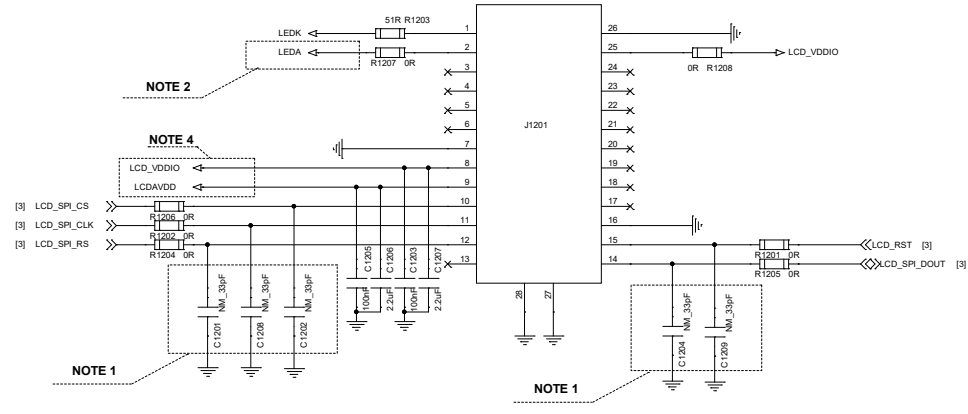 51R R1203
LEDK
1
26
LEDA
2
25
LCD_VDDIO
R1207 0R
0R R1208
3
24
NOTE 2
4
23
5
22
6
21
J1201
NOTE 4
7
20
LCD_VDDIO
8
19
LCDAVDD
9
18
[3] LCD_SPI_CS
10
17
R1206 0R
[3] LCD_SPI_CLK
11
16
R1202 0R
[3] LCD_SPI_RS
12
15
LCD_RST [3]
R1204 0R
R1201 0R
13
14
LCD_SPI_DOUT [3]
R1205 0R
C1205
100nF
C1206
2.2uF
C1203
100nF
C1207
2.2uF
28
27
NM_33pF
C1201
NM_33pF
C1208
NM_33pF
C1202
NM_33pF
C1204
NM_33pF
C1209
NOTE 1
NOTE 1